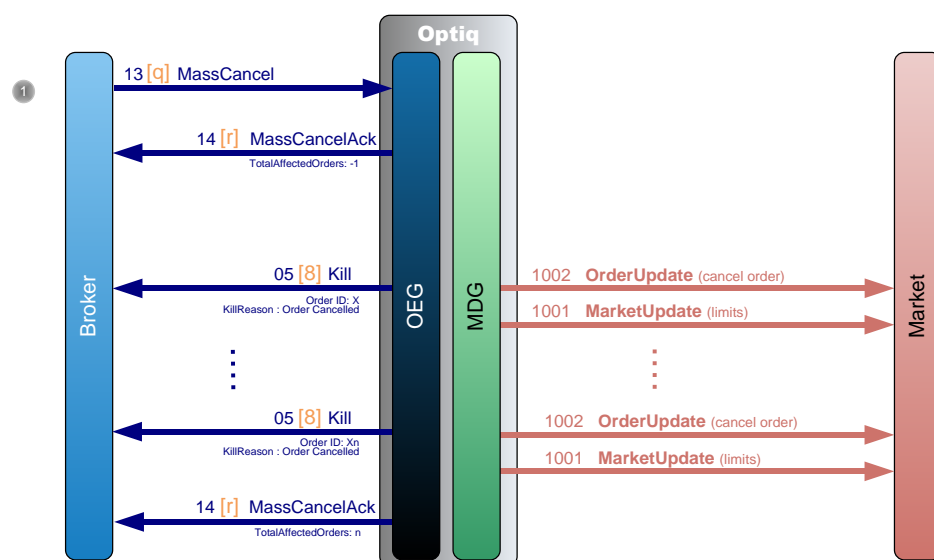 Optiq
1
13 [q] MassCancel
14 [r] MassCancelAck
TotalAffectedOrders: -1
05 [8] Kill
Order ID: X
KillReason : Order Cancelled
1002 OrderUpdate (cancel order)
1001 MarketUpdate (limits)
Broker
OEG
MDG
Market
05 [8] Kill
Order ID: Xn
KillReason : Order Cancelled
1002 OrderUpdate (cancel order)
1001 MarketUpdate (limits)
14 [r] MassCancelAck
TotalAffectedOrders: n